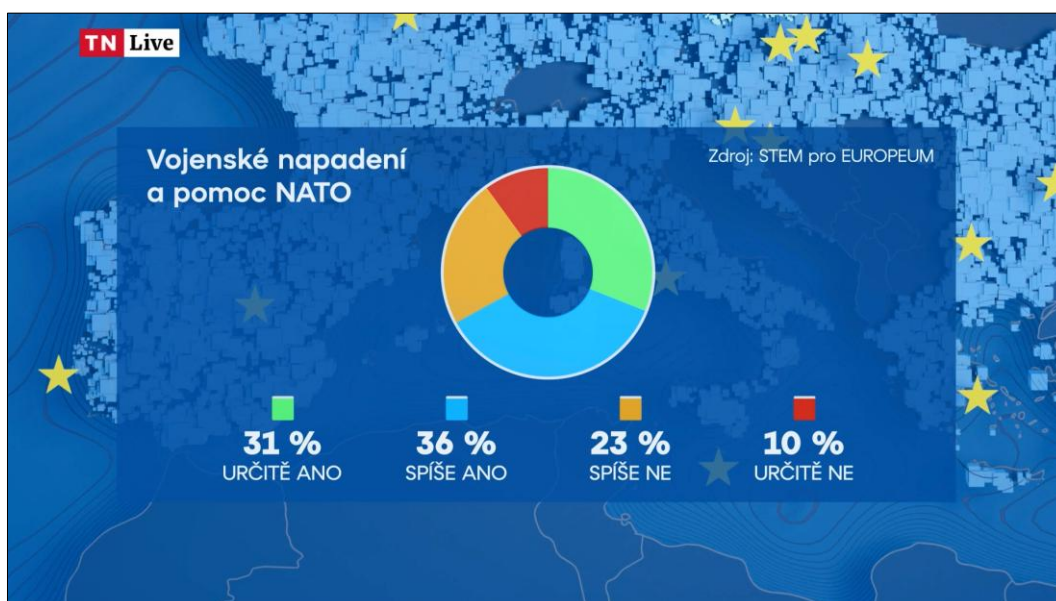 TN Live
Vojenské napadení
a pomoc NATO
Zdroj: STEM pro EUROPEUM
31 %
URČITĚ ANO
36 %
SPÍŠE ANO
23 %
SPÍŠE NE
10 %
URČITĚ NE